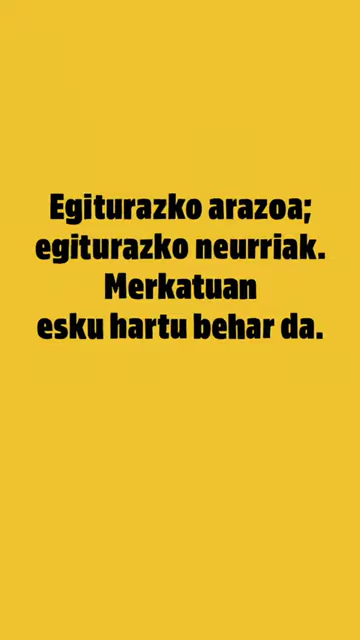 Egiturazko arazoa;
egiturazko neurriak.
Merkatuan
esku hartu behar da.